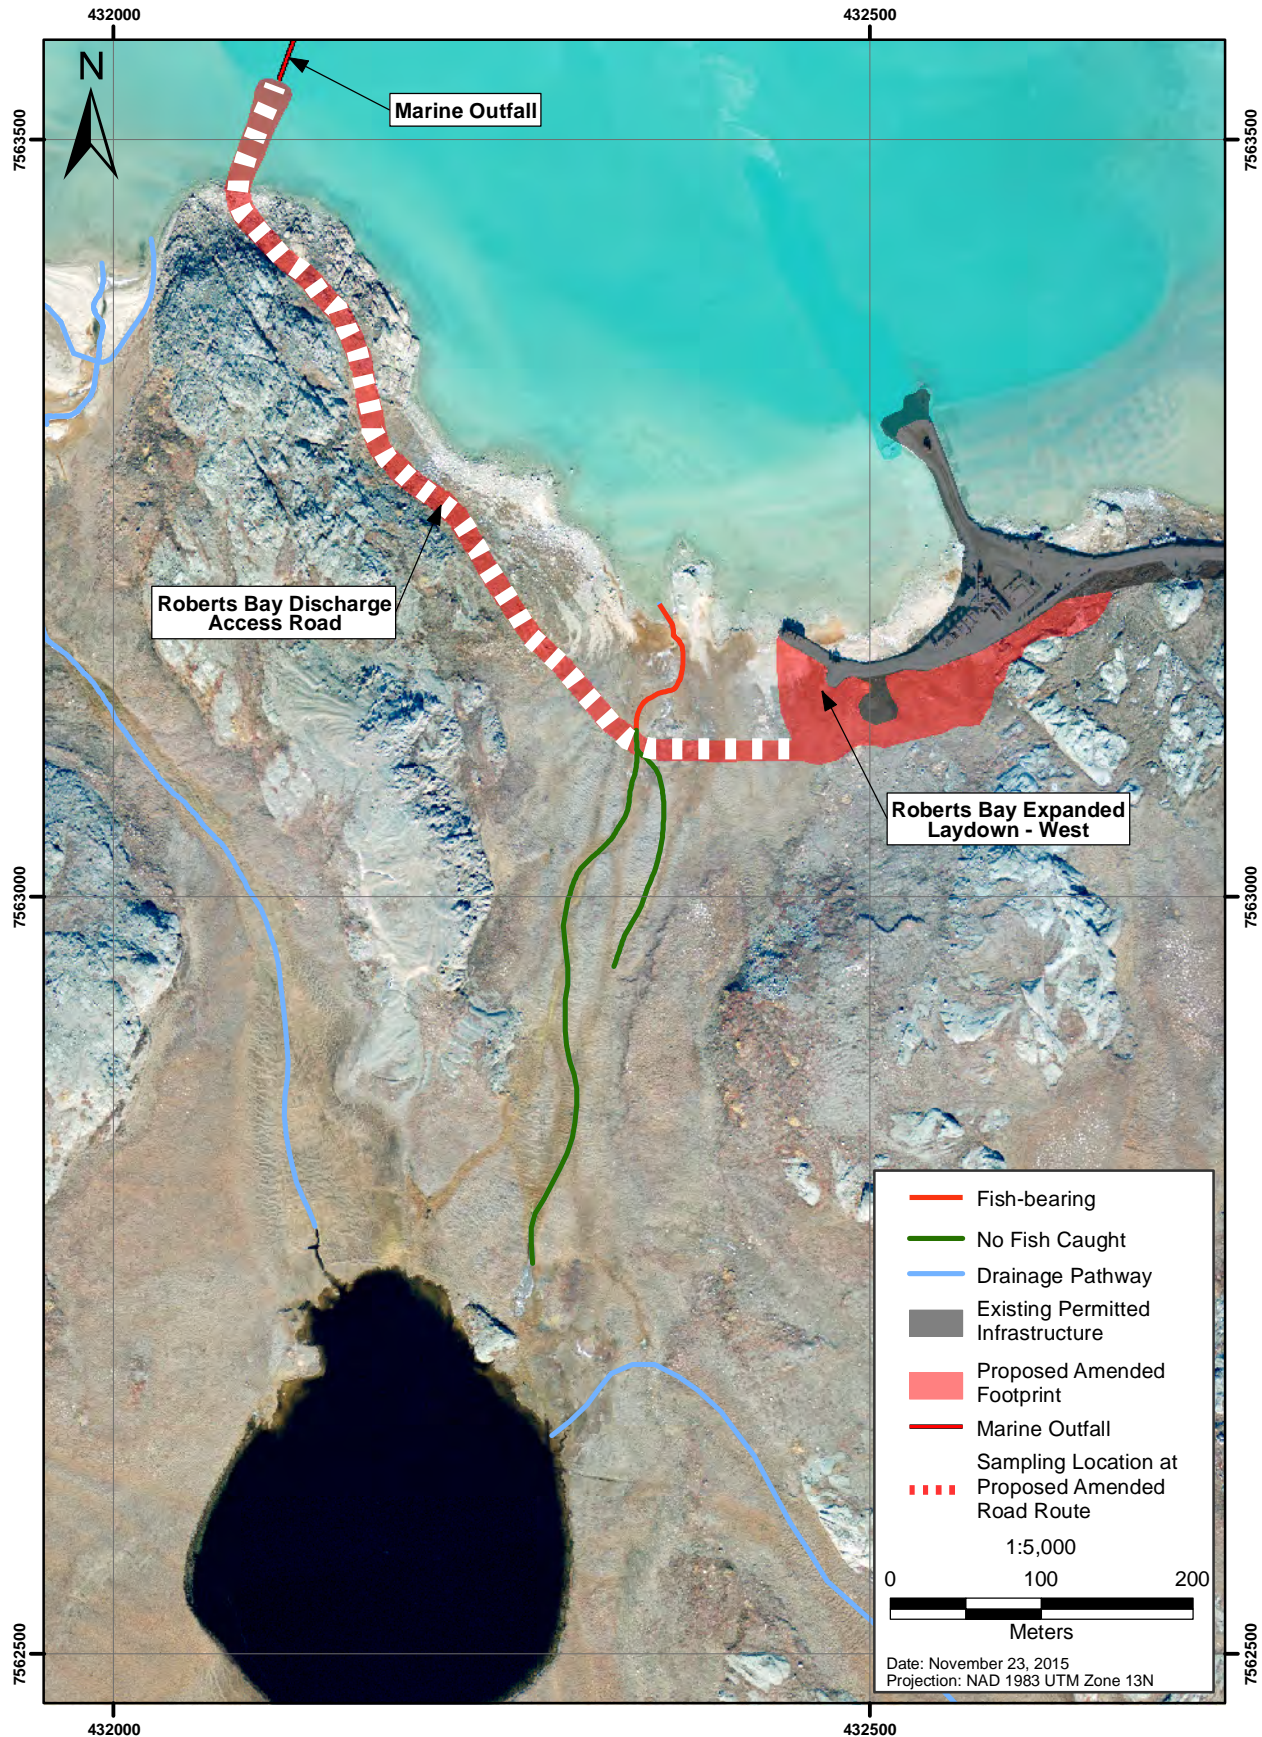 432000
432500
N
Marine Outfall
7563500
7563500
Roberts Bay Discharge
Access Road
Roberts Bay Expanded
Laydown - West
7563000
7563000
Fish-bearing
No Fish Caught
Drainage Pathway
Existing Permitted
Infrastructure
Proposed Amended
Footprint
Marine Outfall
Sampling Location at
Proposed Amended
Road Route
1:5,000
0 100 200
Meters
Date: November 23, 2015
Projection: NAD 1983 UTM Zone 13N
7562500
7562500
432000
432500